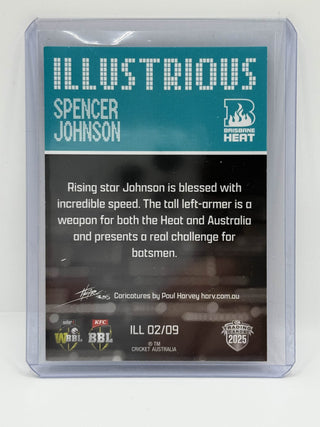 ILLUSTRIOUS
SPENCER
JOHNSON
BRISBANE
HEAT
Rising star Johnson is blessed with
incredible speed. The tall left-armer is a
weapon for both the Heat and Australia
and presents a real challenge for
batsmen.
Caricatures by Paul Harvey harv.com.au
WBBL
KFC
BBL
ILL 02/09
© TM
CRICKET AUSTRALIA
TRADING
2025